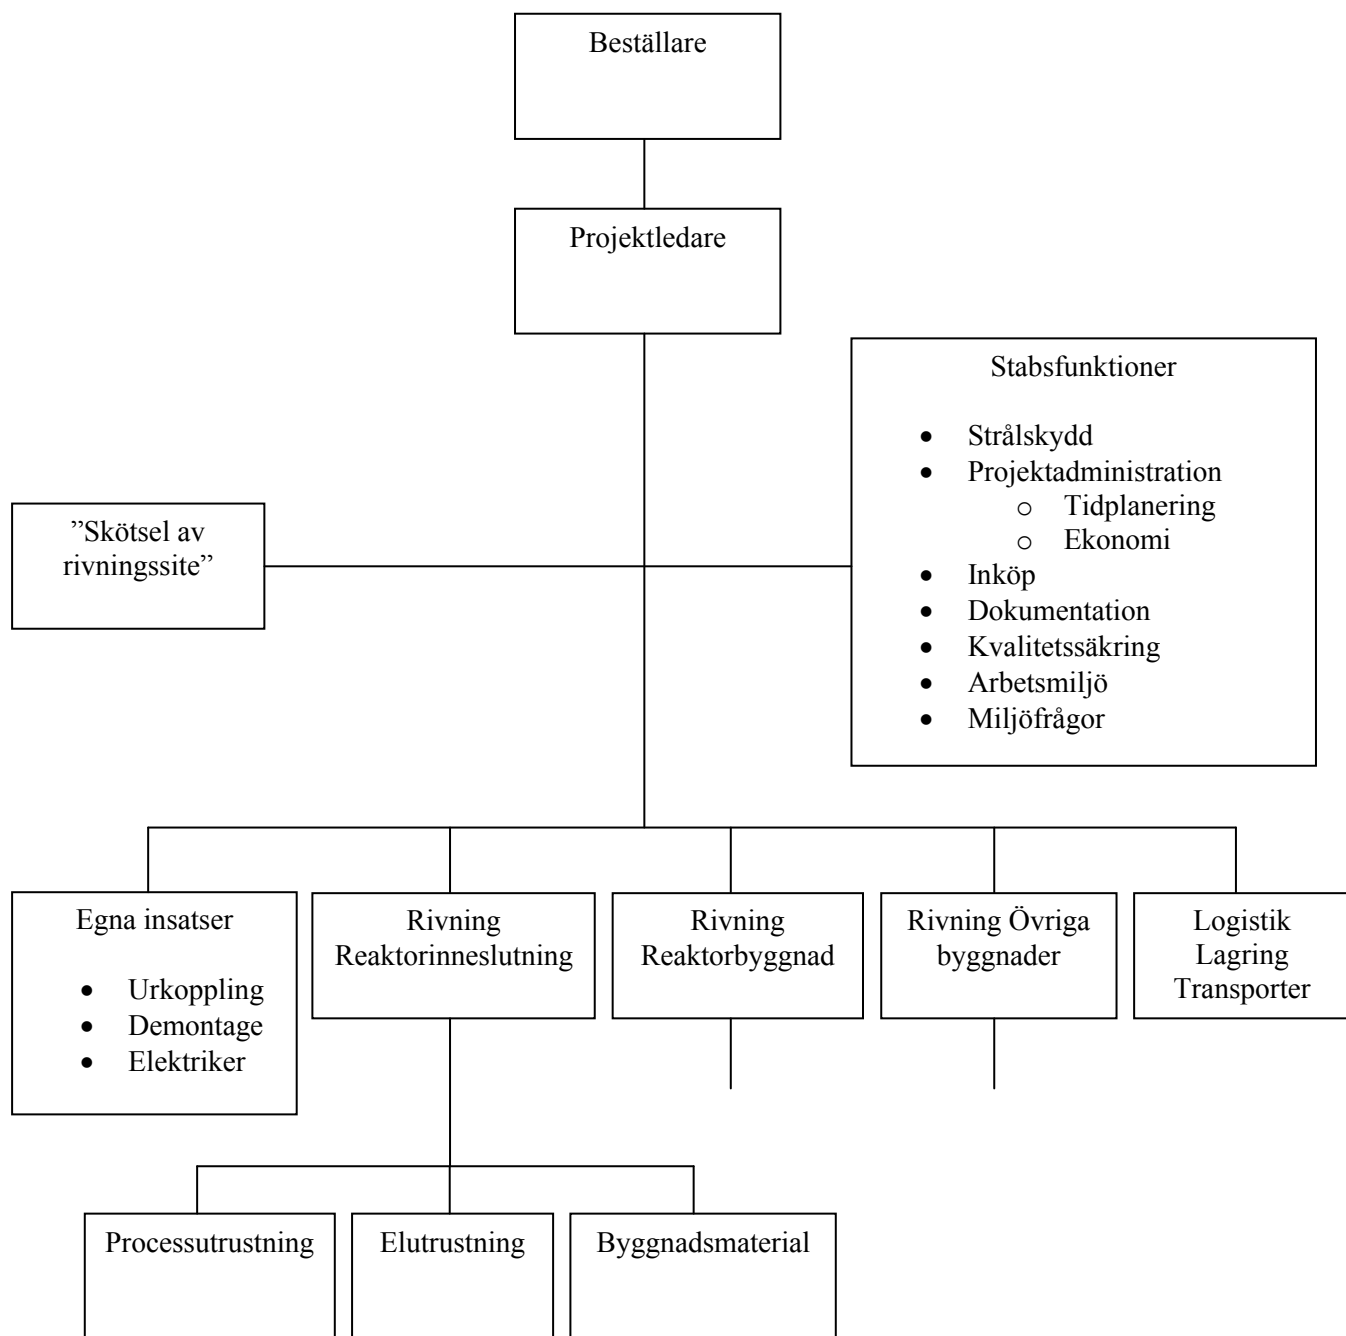 Beställare
Projektledare
Stabsfunktioner
• Strålskydd
• Projektadministration
o Tidplanering
o Ekonomi
• Inköp
• Dokumentation
• Kvalitetssäkring
• Arbetsmiljö
• Miljöfrågor
”Skötsel av
rivningssite”
Egna insatser
• Urkoppling
• Demontage
• Elektriker
Rivning
Reaktorinneslutning
Rivning
Reaktorbyggnad
Rivning Övriga
byggnader
Logistik
Lagring
Transporter
Processutrustning
Elutrustning
Byggnadsmaterial